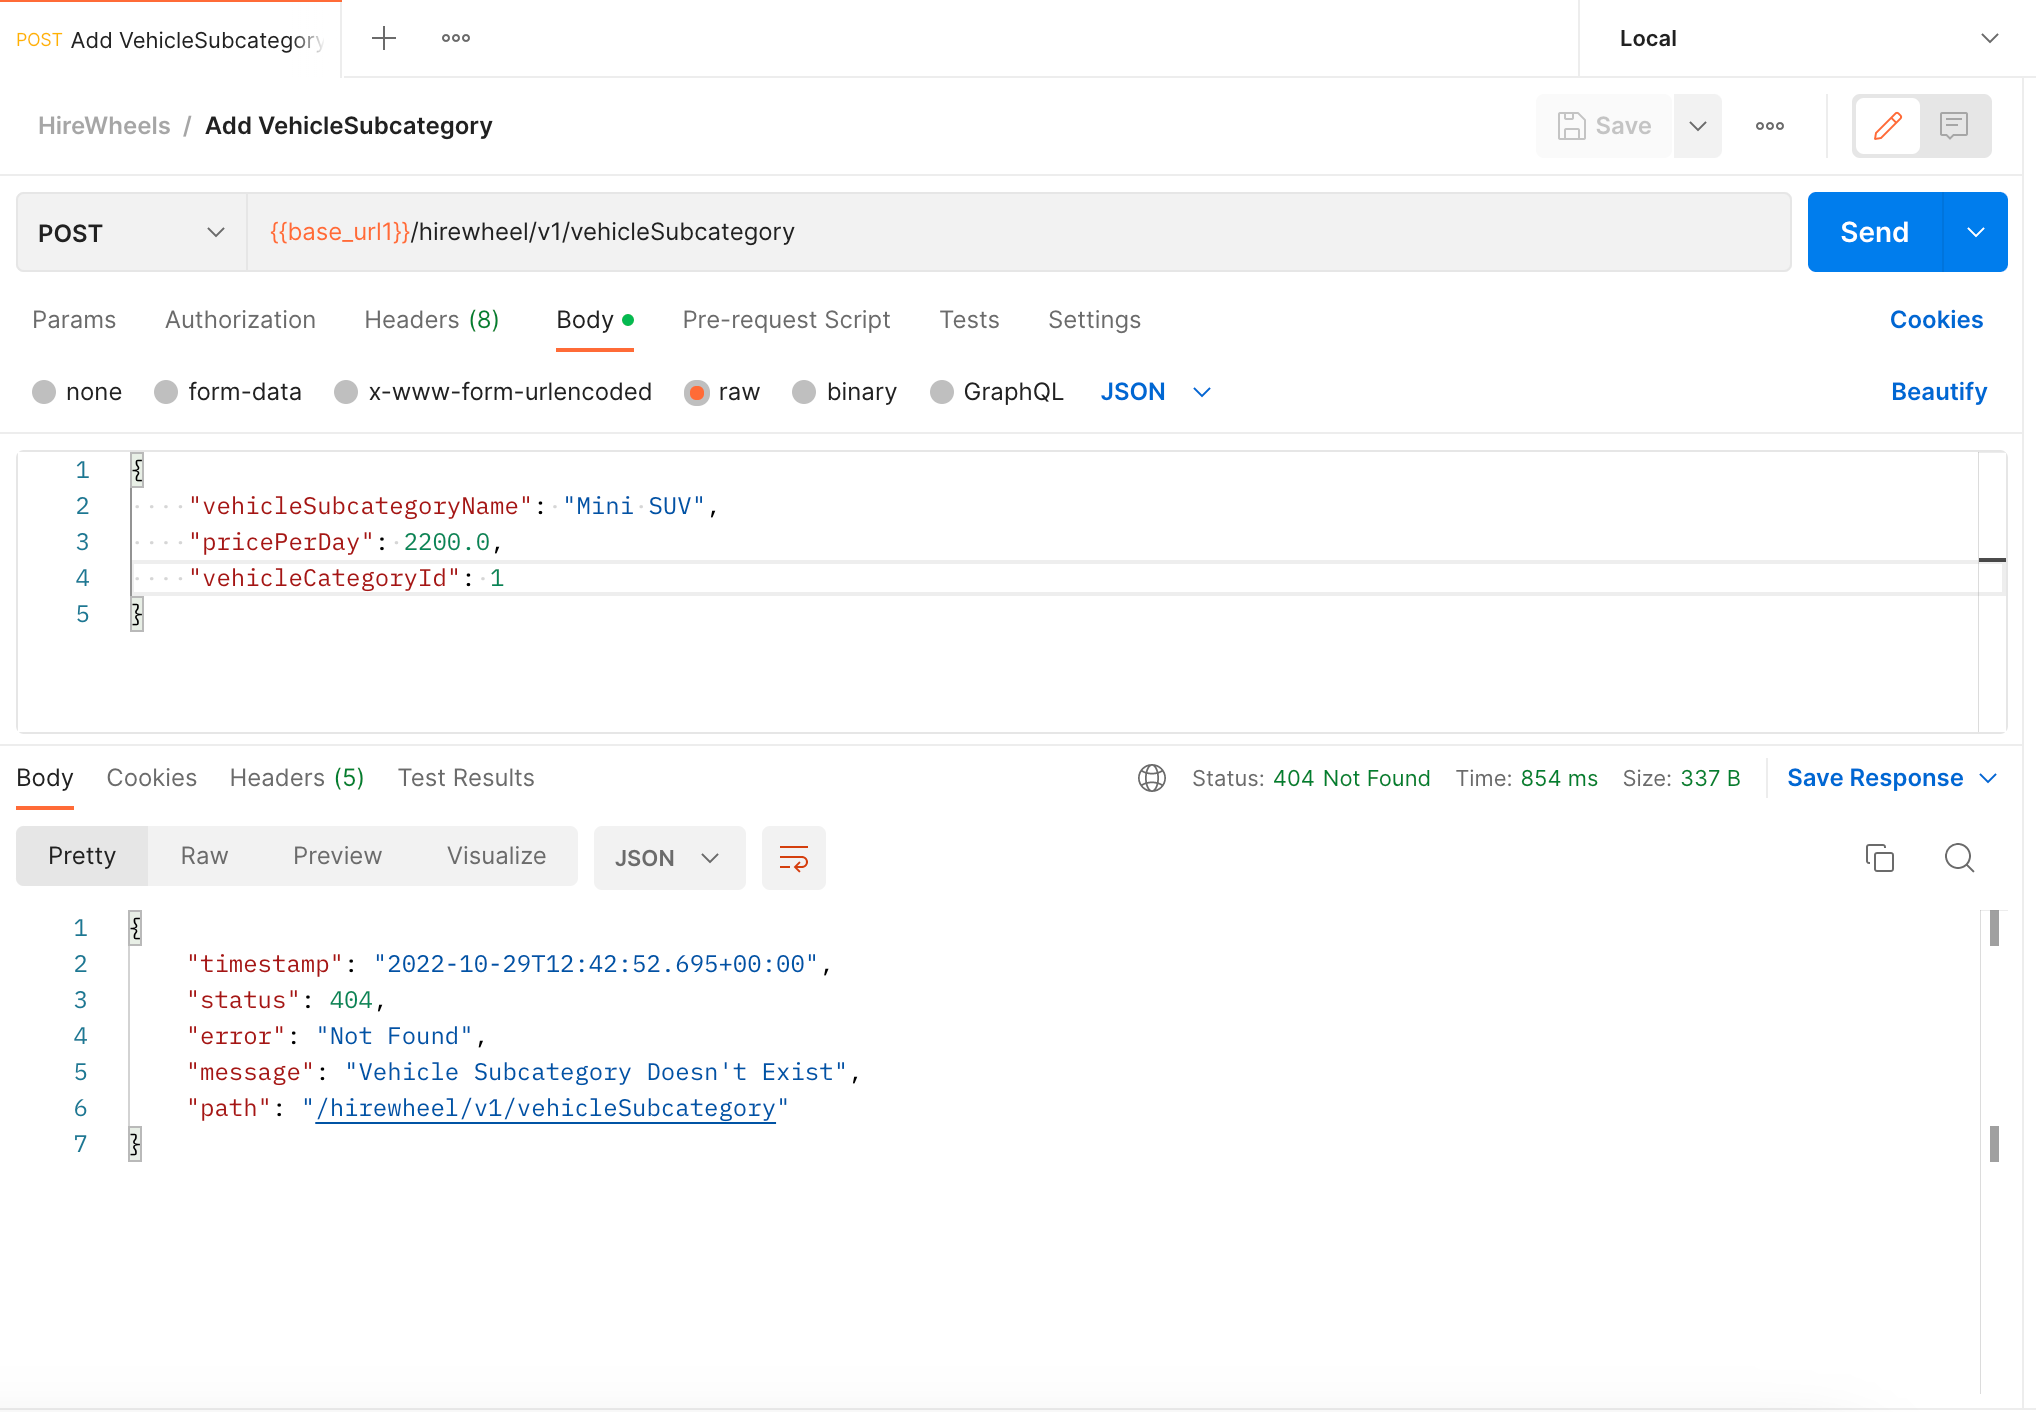 POST Add VehicleSubcategory
Local
HireWheels / Add VehicleSubcategory
Save
POST
{{base_url1}}/hirewheel/v1/vehicleSubcategory
Send
Params Authorization Headers (8) Body Pre-request Script Tests Settings Cookies
none form-data x-www-form-urlencoded raw binary GraphQL JSON Beautify
1 {
2 "vehicleSubcategoryName": "Mini SUV",
3 "pricePerDay": 2200.0,
4 "vehicleCategoryId": 1
5 }
Body Cookies Headers (5) Test Results Status: 404 Not Found Time: 854 ms Size: 337 B Save Response
Pretty Raw Preview Visualize JSON
1 {
2 "timestamp": "2022-10-29T12:42:52.695+00:00",
3 "status": 404,
4 "error": "Not Found",
5 "message": "Vehicle Subcategory Doesn't Exist",
6 "path": "/hirewheel/v1/vehicleSubcategory"
7 }